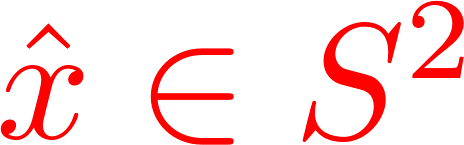 x̂ ∈ S²